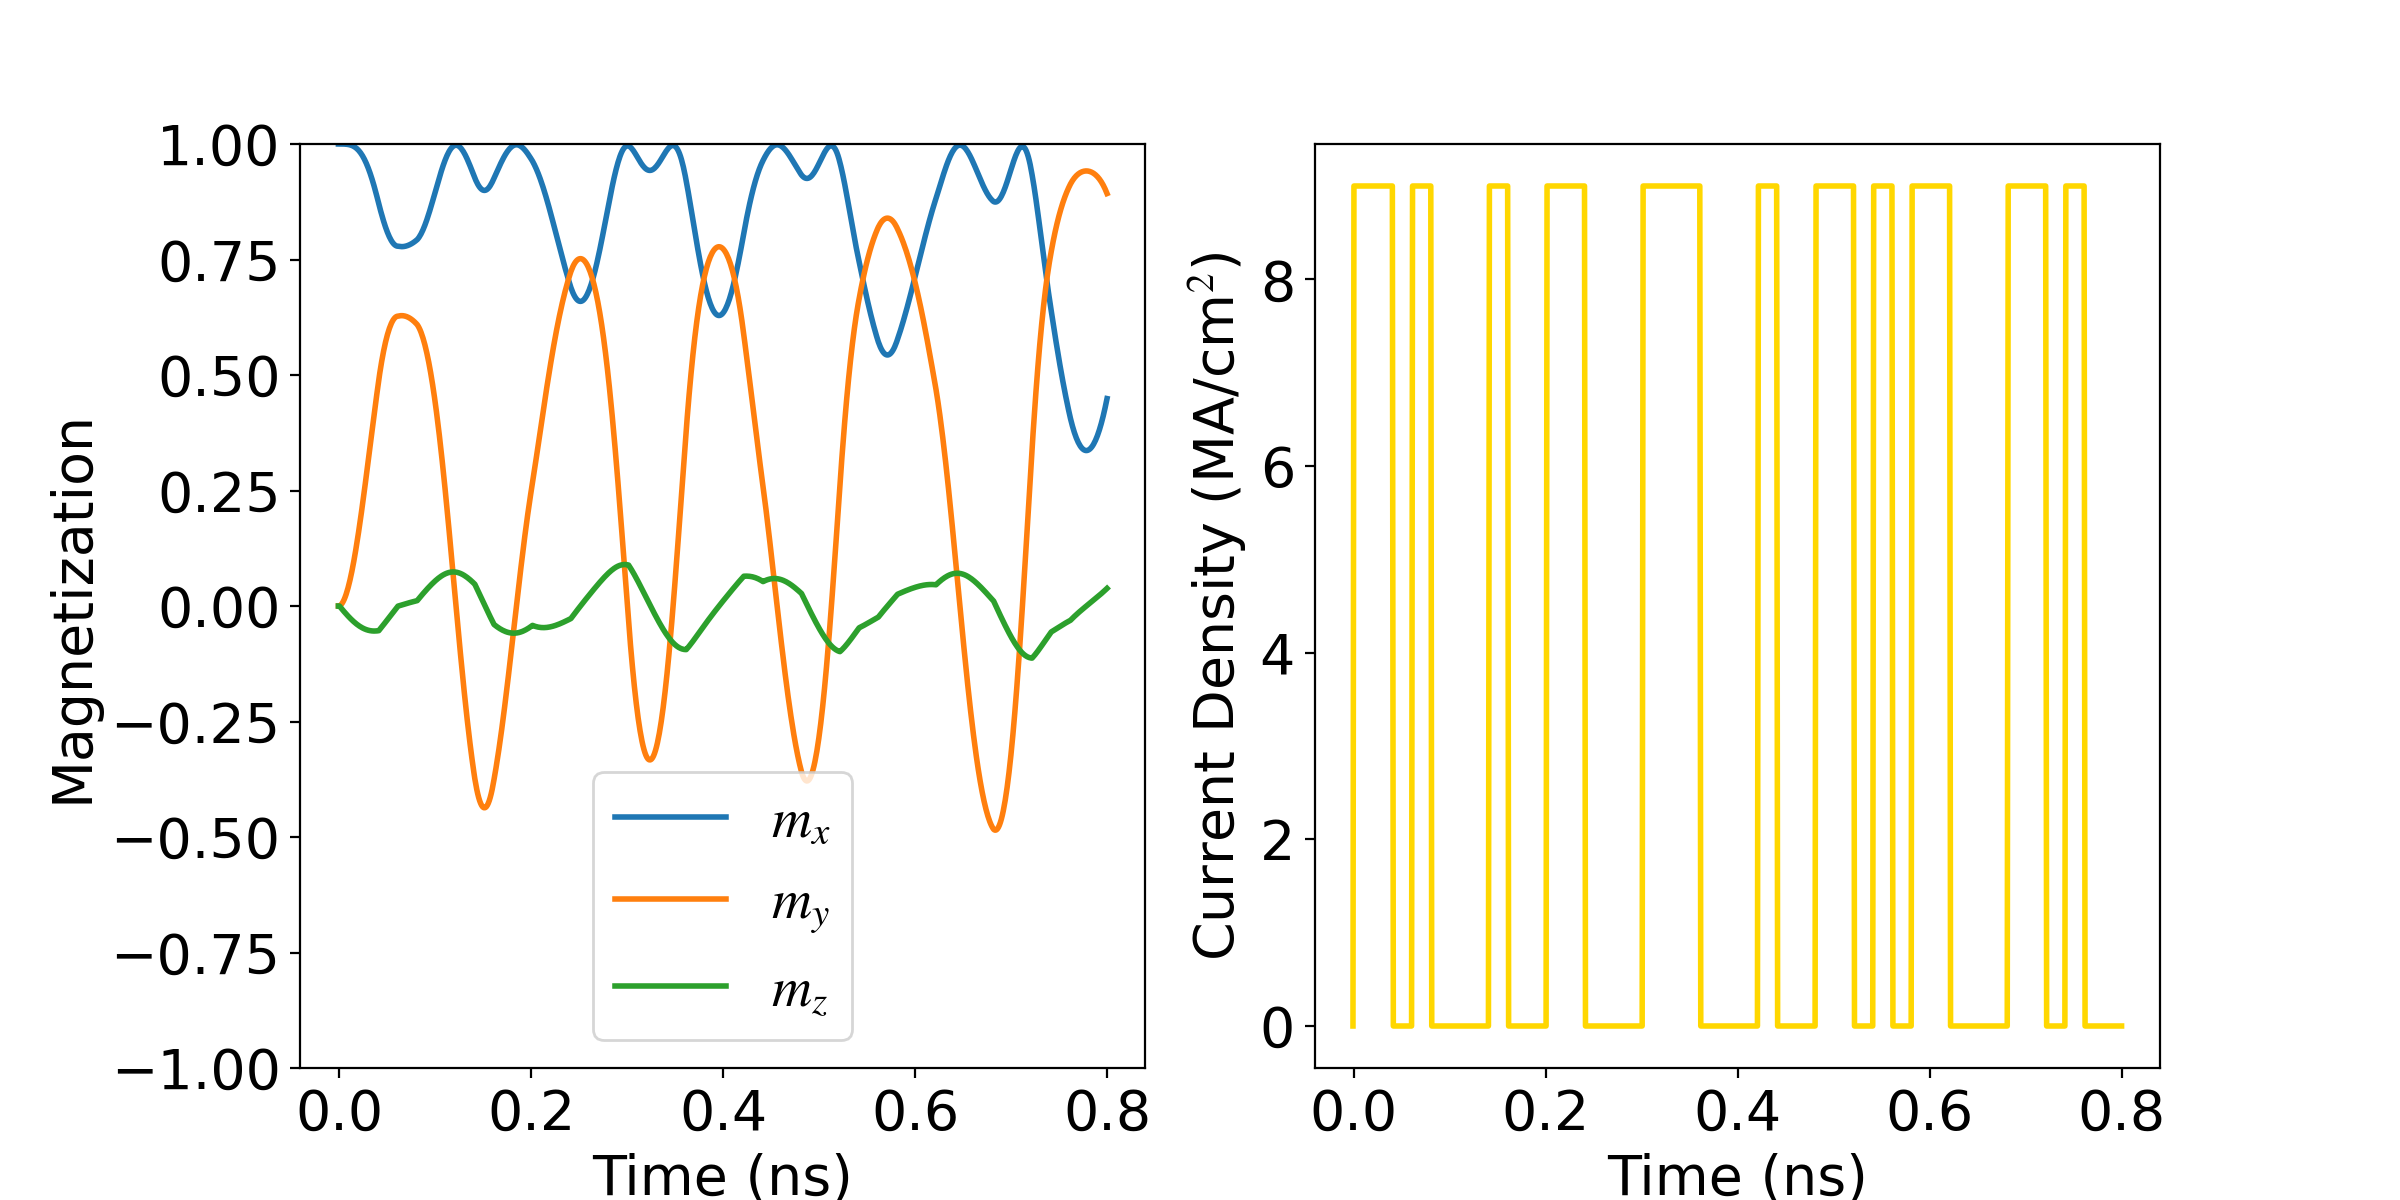 Magnetization
1.00
0.75
0.50
0.25
0.00
−0.25
−0.50
−0.75
−1.00
0.0 0.2 0.4 0.6 0.8
Time (ns)
m_x
m_y
m_z
Current Density (MA/cm²)
8
6
4
2
0
0.0 0.2 0.4 0.6 0.8
Time (ns)